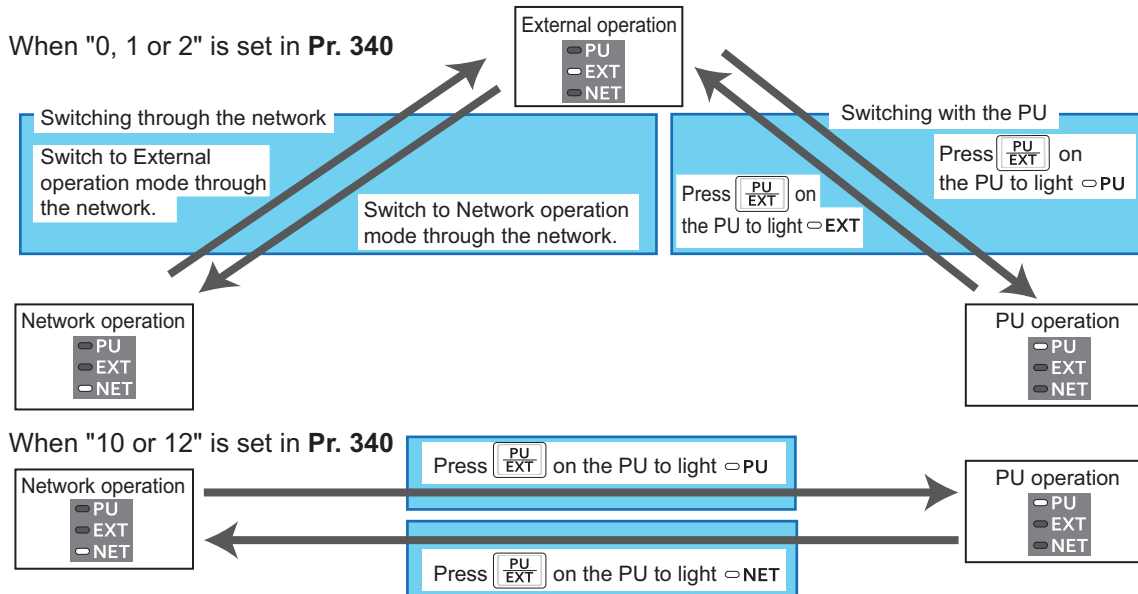 When "0, 1 or 2" is set in Pr. 340
External operation
PU
EXT
NET
Switching through the network
Switch to External
operation mode through
the network.
Switch to Network operation
mode through the network.
Switching with the PU
Press PU/EXT on
the PU to light EXT
Press PU/EXT on
the PU to light PU
Network operation
PU
EXT
NET
PU operation
PU
EXT
NET
When "10 or 12" is set in Pr. 340
Network operation
PU
EXT
NET
Press PU/EXT on the PU to light PU
Press PU/EXT on the PU to light NET
PU operation
PU
EXT
NET